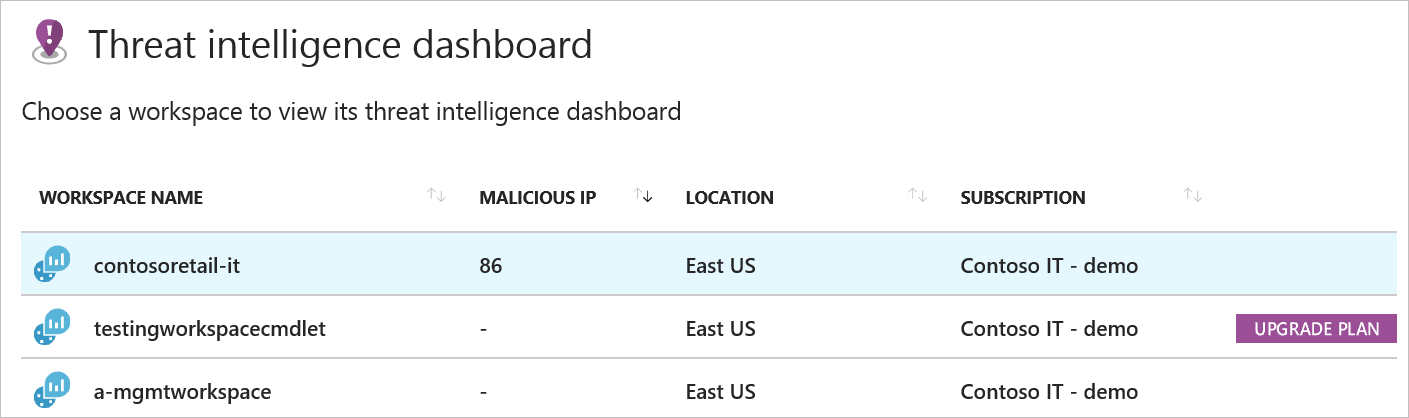 Threat intelligence dashboard
Choose a workspace to view its threat intelligence dashboard
WORKSPACE NAME MALICIOUS IP LOCATION SUBSCRIPTION
contosoretail-it 86 East US Contoso IT - demo
testingworkspacecmdlet - East US Contoso IT - demo UPGRADE PLAN
a-mgmtworkspace - East US Contoso IT - demo